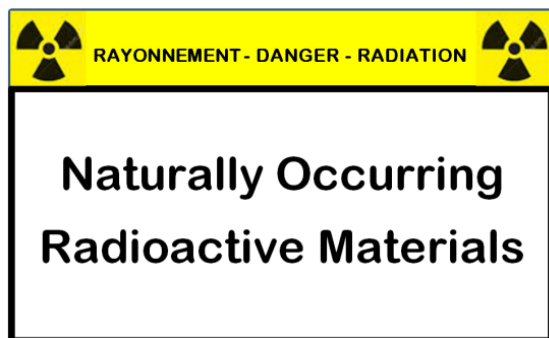 RAYONNEMENT - DANGER - RADIATION
Naturally Occurring
Radioactive Materials